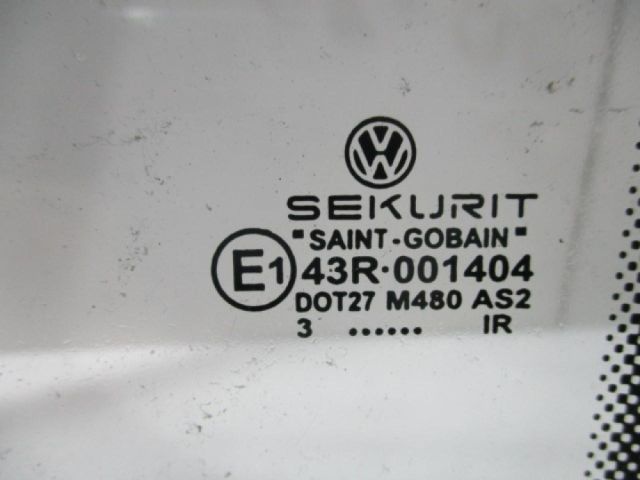 SEKURIT
"SAINT-GOBAIN"
E1 43R·001404
DOT27 M480 AS2
3 ...... IR